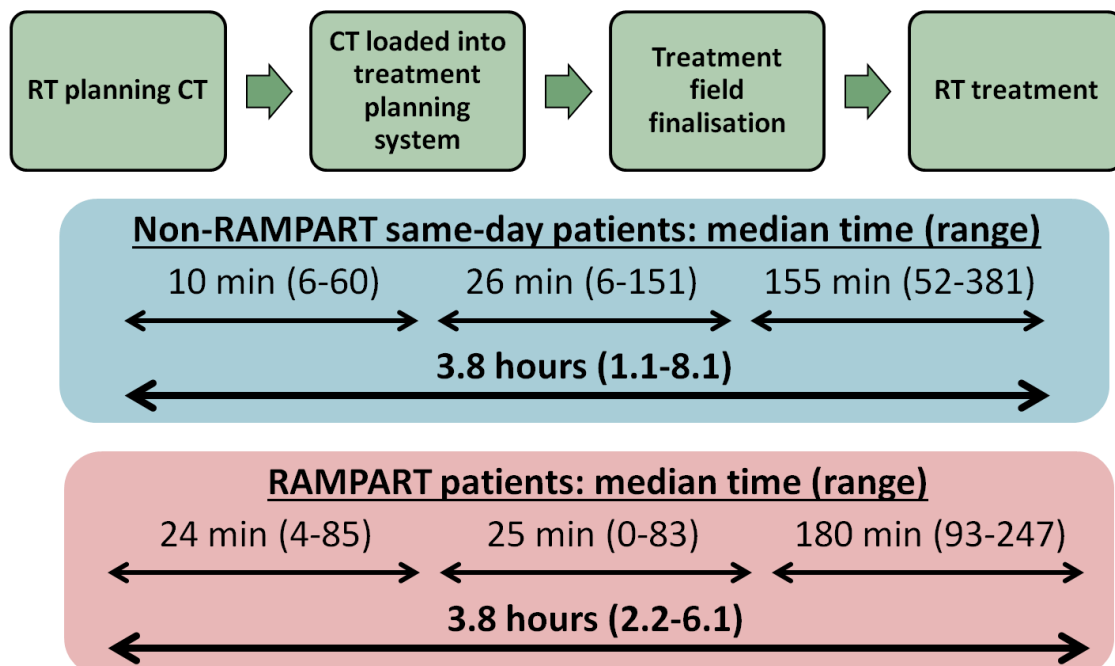 RT planning CT
CT loaded into
treatment
planning
system
Treatment
field
finalisation
RT treatment
Non-RAMPART same-day patients: median time (range)
10 min (6-60) 26 min (6-151) 155 min (52-381)
3.8 hours (1.1-8.1)
RAMPART patients: median time (range)
24 min (4-85) 25 min (0-83) 180 min (93-247)
3.8 hours (2.2-6.1)